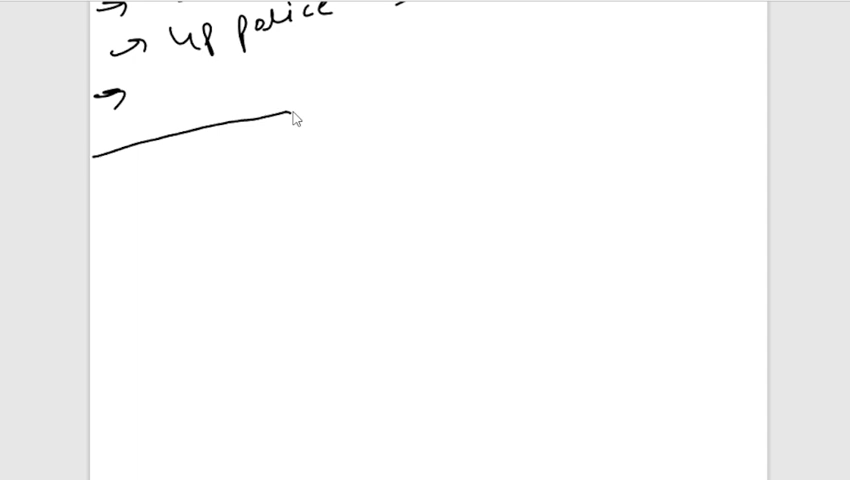 →
→ UP police
→